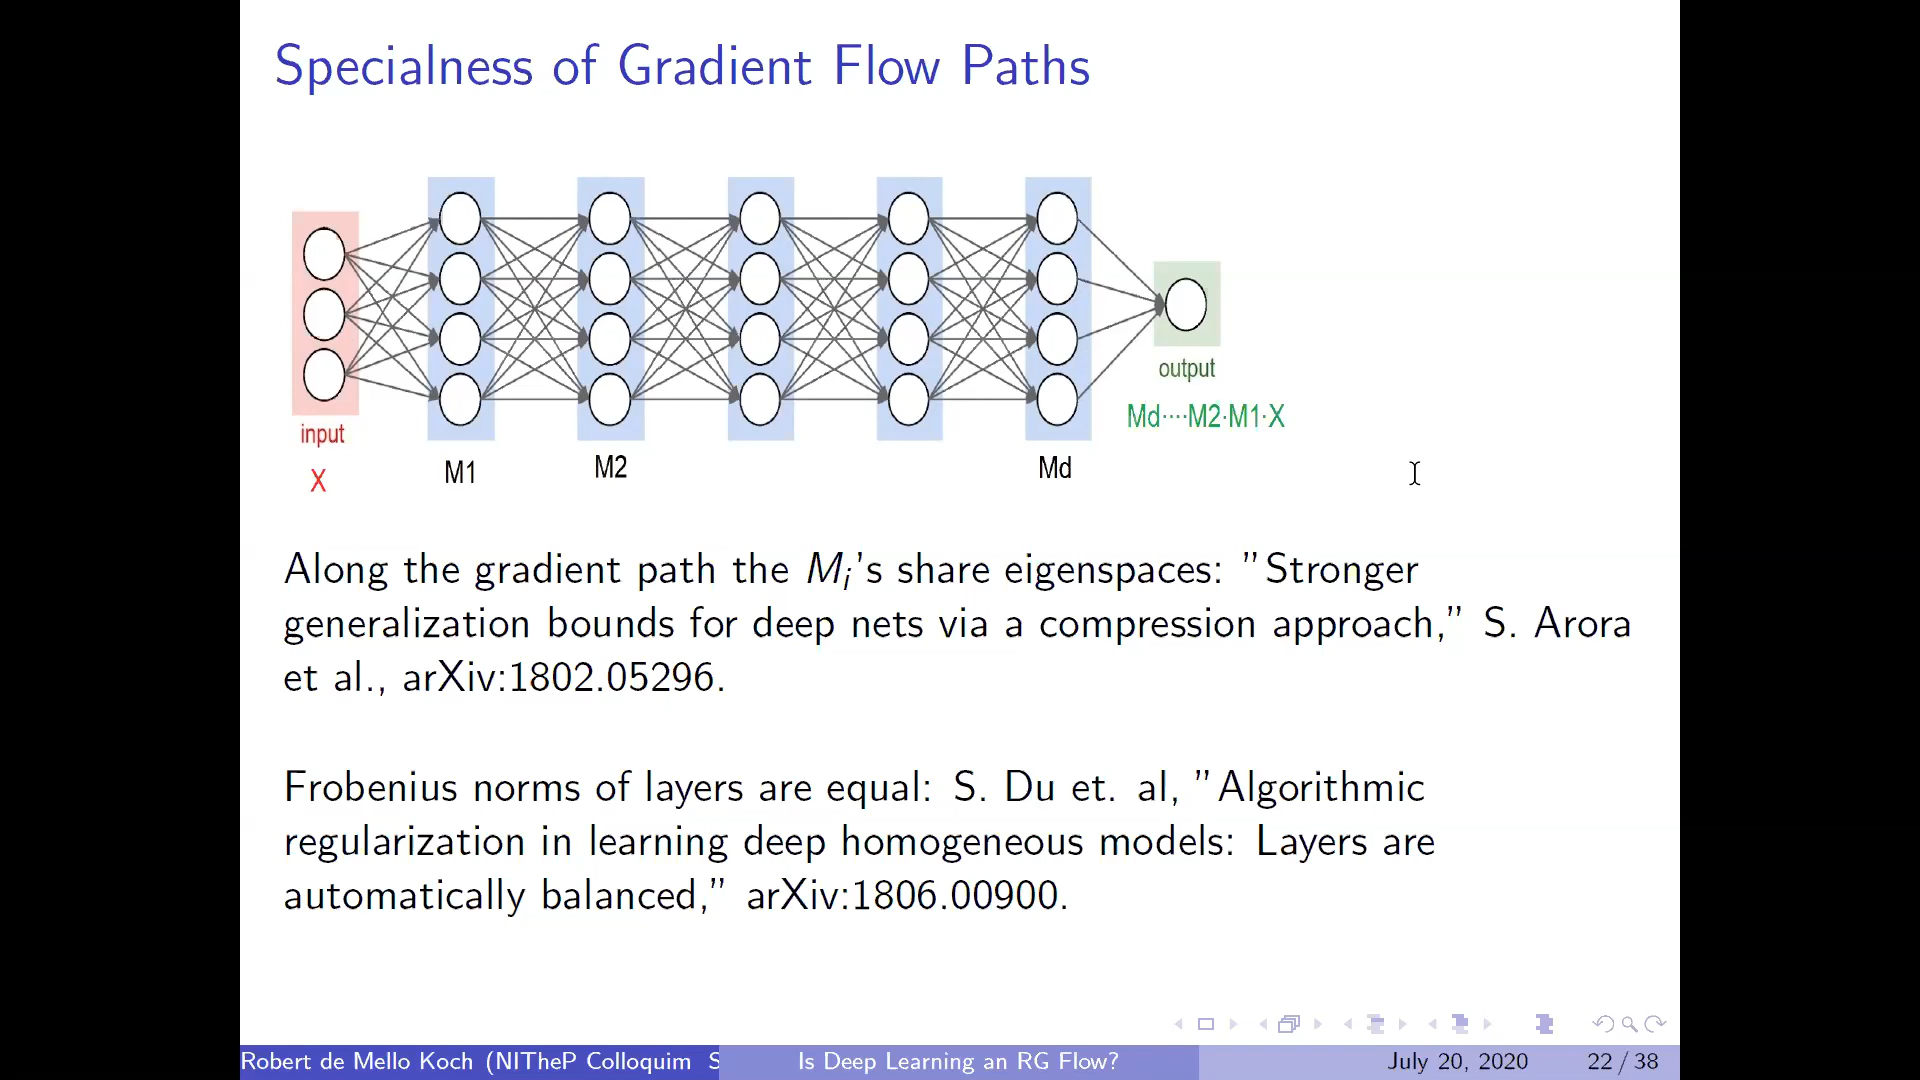 Specialness of Gradient Flow Paths
input
X
M1
M2
Md
output
Md····M2·M1·X
Along the gradient path the Mi's share eigenspaces: "Stronger
generalization bounds for deep nets via a compression approach," S. Arora
et al., arXiv:1802.05296.
Frobenius norms of layers are equal: S. Du et. al, "Algorithmic
regularization in learning deep homogeneous models: Layers are
automatically balanced," arXiv:1806.00900.
Robert de Mello Koch (NITheP Colloquim S
Is Deep Learning an RG Flow?
July 20, 2020
22 / 38